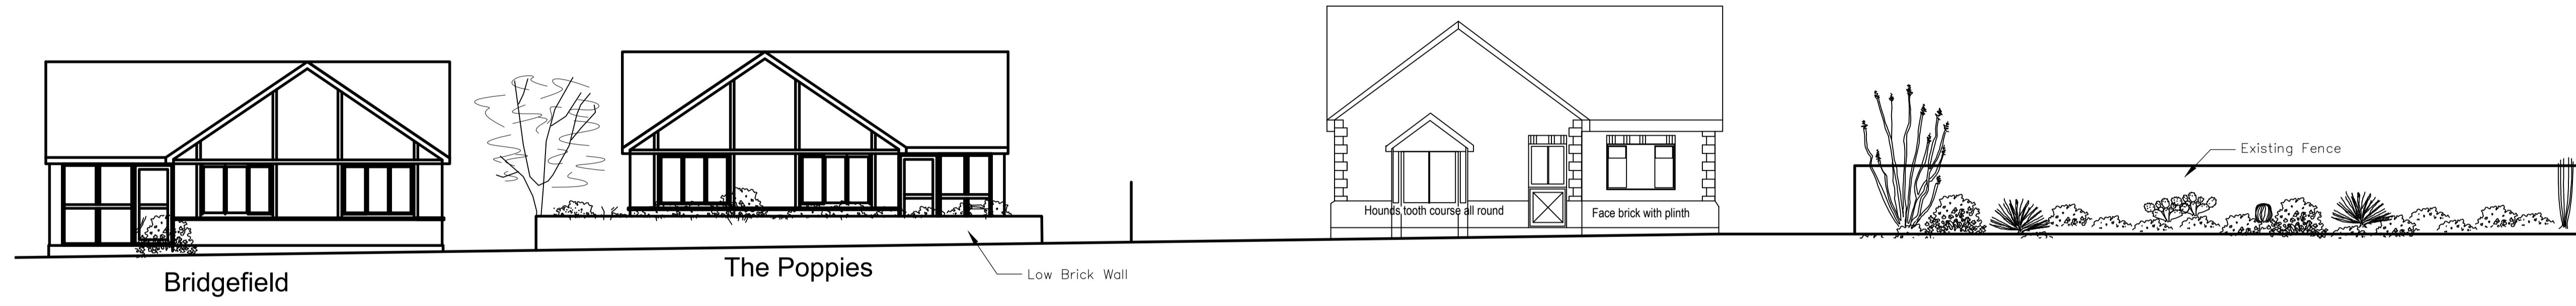 Bridgefield
The Poppies
Low Brick Wall
Hounds tooth course all round
Face brick with plinth
Existing Fence